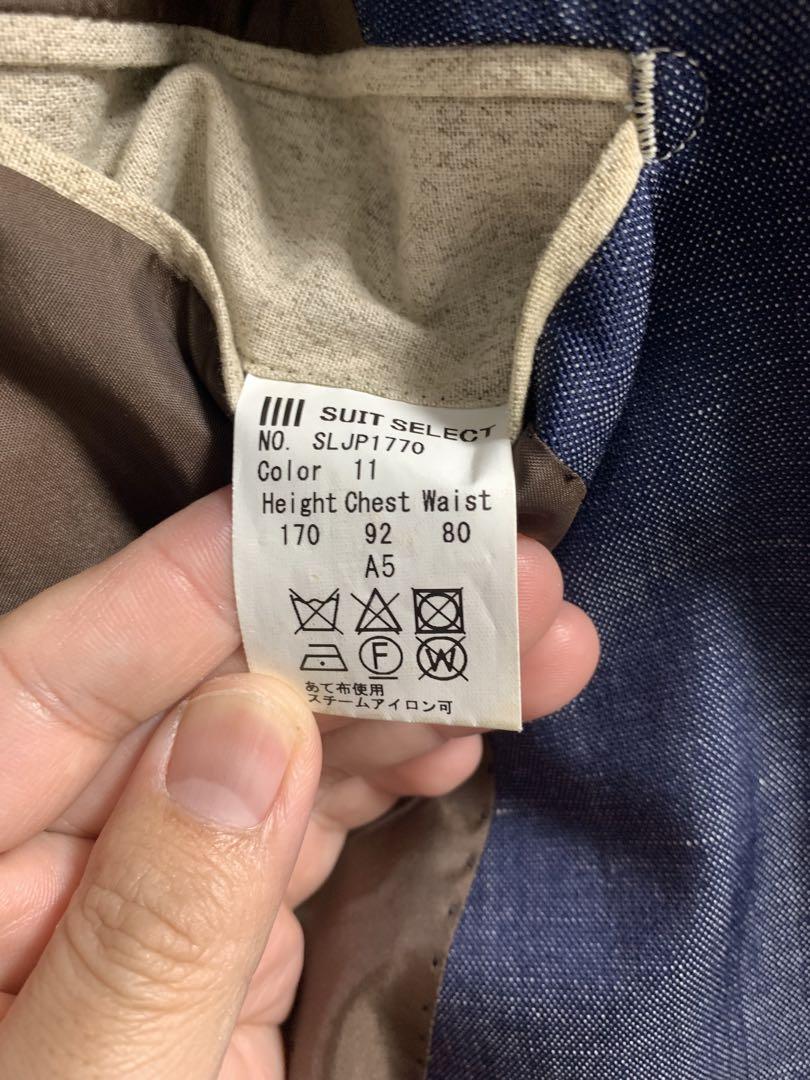 SUIT SELECT
NO. SLJP1770
Color 11
Height Chest Waist
170 92 80
A5
F W
あて布使用
スチームアイロン可